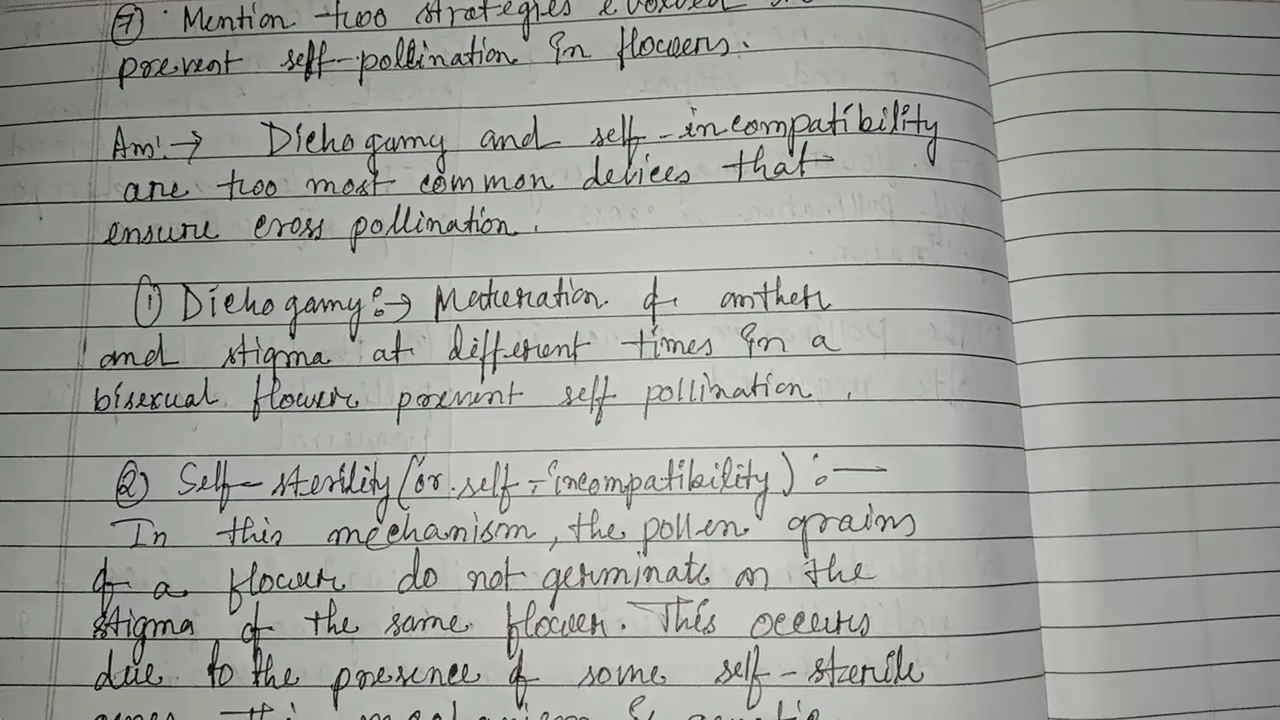 ⑦ Mention two strategies evolved
prevent self-pollination in flowers.
Ans:→ Dichogamy and self-incompatibility
are two most common devices that
ensure cross pollination.
① Dichogamy:→ Maturation of anther
and stigma at different times in a
bisexual flower prevent self pollination.
② Self-sterility (or self-incompatibility) :—
In this mechanism, the pollen grains
of a flower do not germinate on the
stigma of the same flower. This occurs
due to the presence of some self-sterile